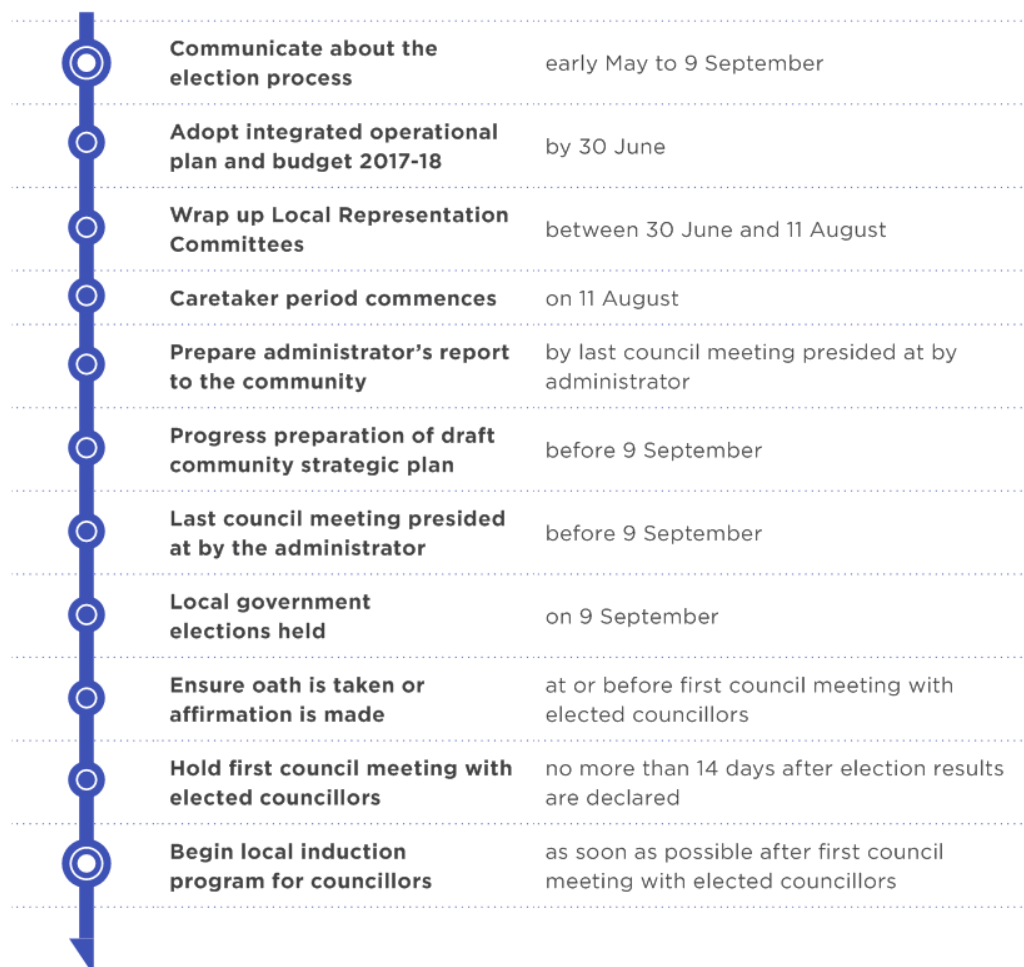 Communicate about the
election process
early May to 9 September
Adopt integrated operational
plan and budget 2017-18
by 30 June
Wrap up Local Representation
Committees
between 30 June and 11 August
Caretaker period commences
on 11 August
Prepare administrator’s report
to the community
by last council meeting presided at by
administrator
Progress preparation of draft
community strategic plan
before 9 September
Last council meeting presided
at by the administrator
before 9 September
Local government
elections held
on 9 September
Ensure oath is taken or
affirmation is made
at or before first council meeting with
elected councillors
Hold first council meeting with
elected councillors
no more than 14 days after election results
are declared
Begin local induction
program for councillors
as soon as possible after first council
meeting with elected councillors